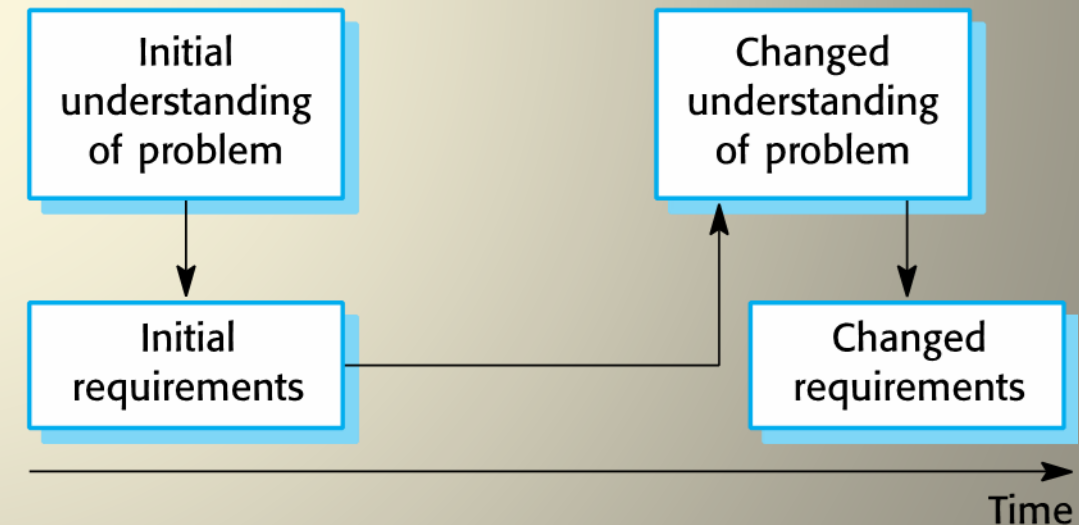 Initial
understanding
of problem
Changed
understanding
of problem
Initial
requirements
Changed
requirements
Time